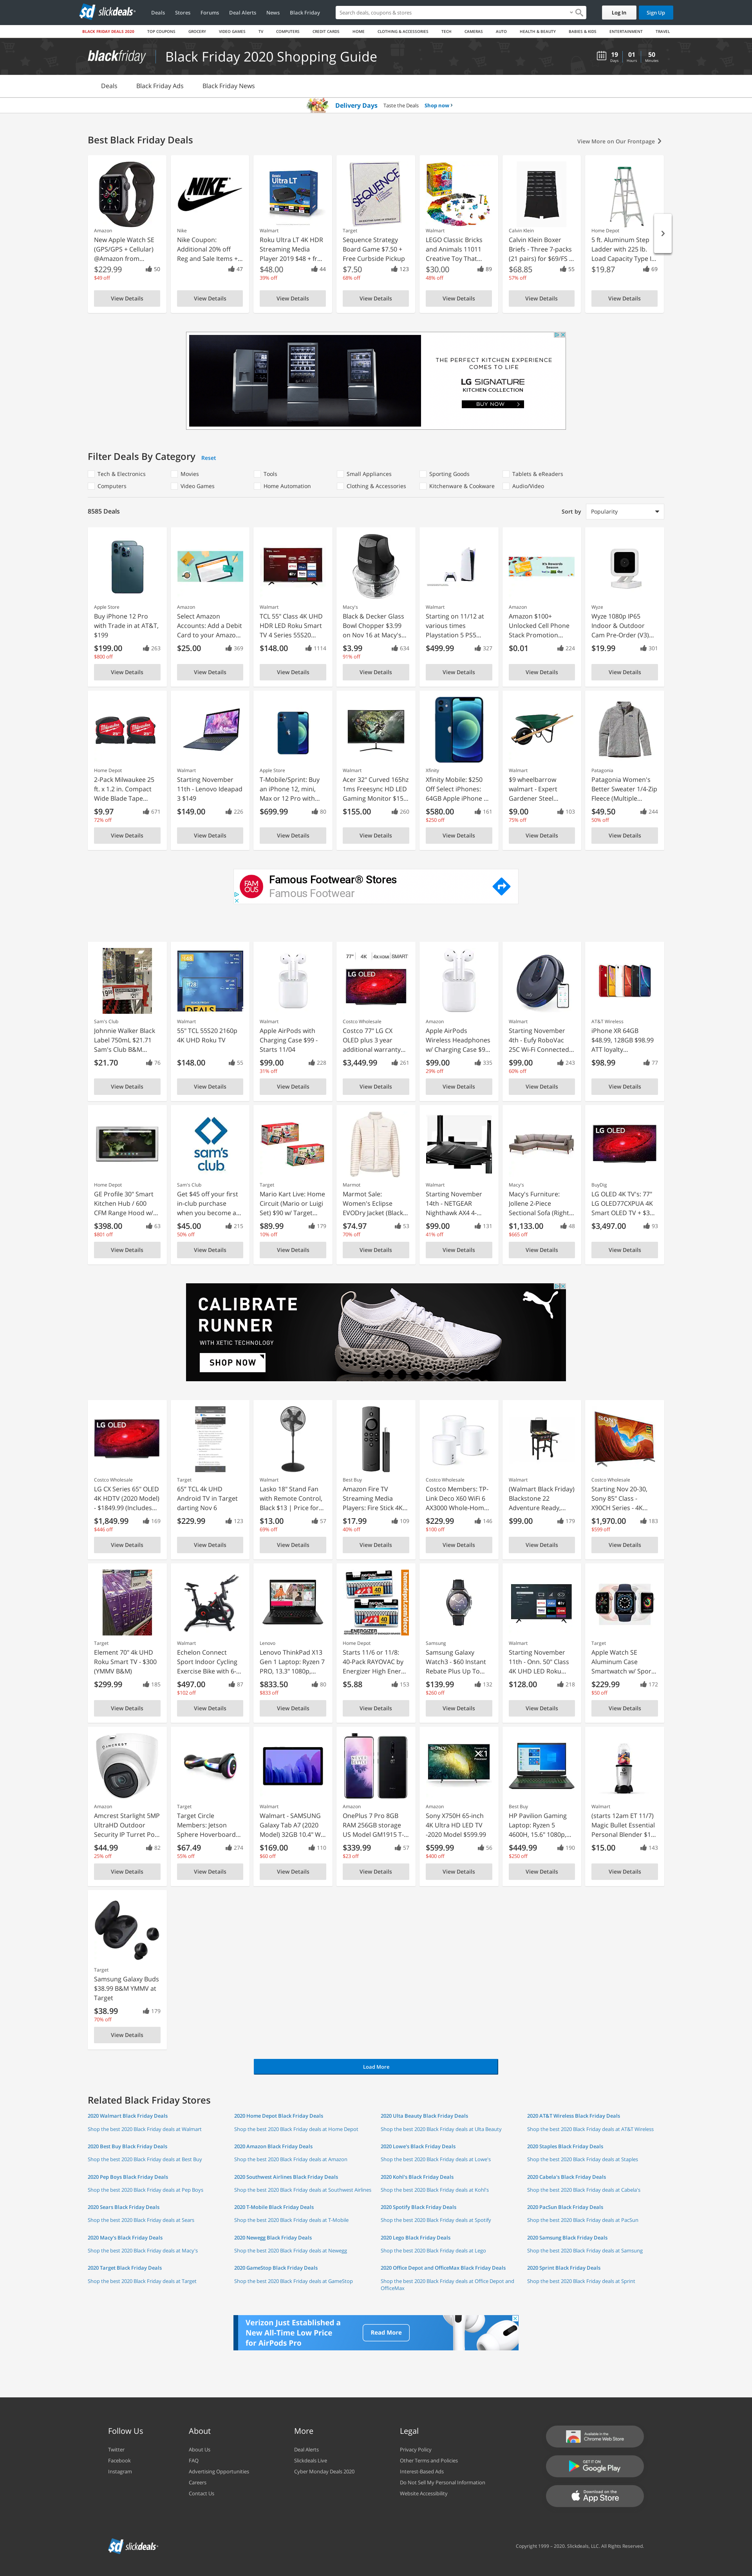 slickdeals
Deals Stores Forums Deal Alerts News Black Friday
Search deals, coupons & stores
Log In Sign Up
BLACK FRIDAY DEALS 2020 TOP COUPONS GROCERY VIDEO GAMES TV COMPUTERS CREDIT CARDS HOME CLOTHING & ACCESSORIES TECH CAMERAS AUTO HEALTH & BEAUTY BABIES & KIDS ENTERTAINMENT TRAVEL
blackfriday Black Friday 2020 Shopping Guide
19 Days 01 Hours 50 Minutes
Deals Black Friday Ads Black Friday News
Delivery Days Taste the Deals Shop now ›
Best Black Friday Deals
View More on Our Frontpage
Amazon
New Apple Watch SE
(GPS/GPS + Cellular)
@Amazon from...
$229.99 50
$49 off
View Details
Nike
Nike Coupon:
Additional 20% off
Reg and Sale Items +...
47
View Details
Walmart
Roku Ultra LT 4K HDR
Streaming Media
Player 2019 $48 + fr...
$48.00 44
39% off
View Details
Target
Sequence Strategy
Board Game $7.50 +
Free Curbside Pickup
$7.50 123
68% off
View Details
Walmart
LEGO Classic Bricks
and Animals 11011
Creative Toy That...
$30.00 89
48% off
View Details
Calvin Klein
Calvin Klein Boxer
Briefs - Three 7-packs
(21 pairs) for $69/FS ...
$68.85 55
57% off
View Details
Home Depot
5 ft. Aluminum Step
Ladder with 225 lb.
Load Capacity Type I...
$19.87 69
View Details
THE PERFECT KITCHEN EXPERIENCE
COMES TO LIFE
LG SIGNATURE
KITCHEN COLLECTION
BUY NOW
Filter Deals By Category Reset
Tech & Electronics Movies Tools Small Appliances Sporting Goods Tablets & eReaders
Computers Video Games Home Automation Clothing & Accessories Kitchenware & Cookware Audio/Video
8585 Deals
Sort by Popularity
Apple Store
Buy iPhone 12 Pro
with Trade in at AT&T,
$199
$199.00 263
$800 off
View Details
Amazon
Select Amazon
Accounts: Add a Debit
Card to your Amazo...
$25.00 369
View Details
Walmart
TCL 55" Class 4K UHD
HDR LED Roku Smart
TV 4 Series 55S20...
$148.00 1114
View Details
Macy's
Black & Decker Glass
Bowl Chopper $3.99
on Nov 16 at Macy's...
$3.99 634
91% off
View Details
Walmart
Starting on 11/12 at
various times
Playstation 5 PS5...
$499.99 327
View Details
Amazon
Amazon $100+
Unlocked Cell Phone
Stack Promotion...
$0.01 224
View Details
Wyze
Wyze 1080p IP65
Indoor & Outdoor
Cam Pre-Order (V3)...
$19.99 301
View Details
Home Depot
2-Pack Milwaukee 25
ft. x 1.2 in. Compact
Wide Blade Tape...
$9.97 671
72% off
View Details
Walmart
Starting November
11th - Lenovo Ideapad
3 $149
$149.00 226
View Details
Apple Store
T-Mobile/Sprint: Buy
an iPhone 12, mini,
Max or 12 Pro with...
$699.99 80
View Details
Walmart
Acer 32" Curved 165hz
1ms Freesync HD LED
Gaming Monitor $15...
$155.00 260
View Details
Xfinity
Xfinity Mobile: $250
Off Select iPhones:
64GB Apple iPhone ...
$580.00 161
$250 off
View Details
Walmart
$9 wheelbarrow
walmart - Expert
Gardener Steel...
$9.00 103
75% off
View Details
Patagonia
Patagonia Women's
Better Sweater 1/4-Zip
Fleece (Multiple...
$49.50 244
50% off
View Details
FAMOUS
Famous Footwear® Stores
Famous Footwear
Sam's Club
Johnnie Walker Black
Label 750mL $21.71
Sam's Club B&M...
$21.70 76
View Details
Walmart
55" TCL 55S20 2160p
4K UHD Roku TV
$148.00 55
View Details
Walmart
Apple AirPods with
Charging Case $99 -
Starts 11/04
$99.00 228
31% off
View Details
Costco Wholesale
Costco 77" LG CX
OLED plus 3 year
additional warranty...
$3,449.99 261
View Details
Amazon
Apple AirPods
Wireless Headphones
w/ Charging Case $9...
$99.00 335
29% off
View Details
Walmart
Starting November
4th - Eufy RoboVac
25C Wi-Fi Connected...
$99.00 243
60% off
View Details
AT&T Wireless
iPhone XR 64GB
$48.99, 128GB $98.99
ATT loyalty...
$98.99 77
View Details
Home Depot
GE Profile 30" Smart
Kitchen Hub / 600
CFM Range Hood w/...
$398.00 63
$801 off
View Details
sam's club
Sam's Club
Get $45 off your first
in-club purchase
when you become a...
$45.00 215
50% off
View Details
Target
Mario Kart Live: Home
Circuit (Mario or Luigi
Set) $90 w/ Target...
$89.99 179
10% off
View Details
Marmot
Marmot Sale:
Women's Eclipse
EVODry Jacket (Black...
$74.97 53
70% off
View Details
Walmart
Starting November
14th - NETGEAR
Nighthawk AX4 4-...
$99.00 131
41% off
View Details
Macy's
Macy's Furniture:
Jollene 2-Piece
Sectional Sofa (Right...
$1,133.00 48
$665 off
View Details
BuyDig
LG OLED 4K TV's: 77"
LG OLED77CXPUA 4K
Smart OLED TV + $3...
$3,497.00 93
View Details
CALIBRATE
RUNNER
WITH XETIC TECHNOLOGY
SHOP NOW
Costco Wholesale
LG CX Series 65" OLED
4K HDTV (2020 Model)
- $1849.99 (Includes...
$1,849.99 169
$446 off
View Details
Target
65" TCL 4k UHD
Android TV in Target
darting Nov 6
$229.99 123
View Details
Walmart
Lasko 18" Stand Fan
with Remote Control,
Black $13 | Price for...
$13.00 57
69% off
View Details
Best Buy
Amazon Fire TV
Streaming Media
Players: Fire Stick 4K...
$17.99 109
40% off
View Details
Costco Wholesale
Costco Members: TP-
Link Deco X60 WiFi 6
AX3000 Whole-Hom...
$229.99 146
$100 off
View Details
Walmart
(Walmart Black Friday)
Blackstone 22
Adventure Ready,...
$99.00 179
View Details
Costco Wholesale
Starting Nov 20-30,
Sony 85" Class -
X90CH Series - 4K...
$1,970.00 183
$599 off
View Details
Target
Element 70" 4k UHD
Roku Smart TV - $300
(YMMV B&M)
$299.99 185
View Details
Walmart
Echelon Connect
Sport Indoor Cycling
Exercise Bike with 6-...
$497.00 87
$102 off
View Details
Lenovo
Lenovo ThinkPad X13
Gen 1 Laptop: Ryzen 7
PRO, 13.3" 1080p,...
$833.50 80
$833 off
View Details
Home Depot
Starts 11/6 or 11/8:
40-Pack RAYOVAC by
Energizer High Ener...
$5.88 153
View Details
Samsung
Samsung Galaxy
Watch3 - $60 Instant
Rebate Plus Up To...
$139.99 132
$260 off
View Details
Walmart
Starting November
11th - Onn. 50" Class
4K UHD LED Roku...
$128.00 218
View Details
Target
Apple Watch SE
Aluminum Case
Smartwatch w/ Spor...
$229.99 172
$50 off
View Details
Amazon
Amcrest Starlight 5MP
UltraHD Outdoor
Security IP Turret Po...
$44.99 82
25% off
View Details
Target
Target Circle
Members: Jetson
Sphere Hoverboard...
$67.49 274
55% off
View Details
Walmart
Walmart - SAMSUNG
Galaxy Tab A7 (2020
Model) 32GB 10.4" W...
$169.00 110
$60 off
View Details
Amazon
OnePlus 7 Pro 8GB
RAM 256GB storage
US Model GM1915 T-...
$339.99 57
$23 off
View Details
Amazon
Sony X750H 65-inch
4K Ultra HD LED TV
-2020 Model $599.99
$599.99 56
$400 off
View Details
Best Buy
HP Pavilion Gaming
Laptop: Ryzen 5
4600H, 15.6" 1080p,...
$449.99 190
$250 off
View Details
Walmart
(starts 12am ET 11/7)
Magic Bullet Essential
Personal Blender $1...
$15.00 143
View Details
Target
Samsung Galaxy Buds
$38.99 B&M YMMV at
Target
$38.99 179
70% off
View Details
Load More
Related Black Friday Stores
2020 Walmart Black Friday Deals
Shop the best 2020 Black Friday deals at Walmart
2020 Home Depot Black Friday Deals
Shop the best 2020 Black Friday deals at Home Depot
2020 Ulta Beauty Black Friday Deals
Shop the best 2020 Black Friday deals at Ulta Beauty
2020 AT&T Wireless Black Friday Deals
Shop the best 2020 Black Friday deals at AT&T Wireless
2020 Best Buy Black Friday Deals
Shop the best 2020 Black Friday deals at Best Buy
2020 Amazon Black Friday Deals
Shop the best 2020 Black Friday deals at Amazon
2020 Lowe's Black Friday Deals
Shop the best 2020 Black Friday deals at Lowe's
2020 Staples Black Friday Deals
Shop the best 2020 Black Friday deals at Staples
2020 Pep Boys Black Friday Deals
Shop the best 2020 Black Friday deals at Pep Boys
2020 Southwest Airlines Black Friday Deals
Shop the best 2020 Black Friday deals at Southwest Airlines
2020 Kohl's Black Friday Deals
Shop the best 2020 Black Friday deals at Kohl's
2020 Cabela's Black Friday Deals
Shop the best 2020 Black Friday deals at Cabela's
2020 Sears Black Friday Deals
Shop the best 2020 Black Friday deals at Sears
2020 T-Mobile Black Friday Deals
Shop the best 2020 Black Friday deals at T-Mobile
2020 Spotify Black Friday Deals
Shop the best 2020 Black Friday deals at Spotify
2020 PacSun Black Friday Deals
Shop the best 2020 Black Friday deals at PacSun
2020 Macy's Black Friday Deals
Shop the best 2020 Black Friday deals at Macy's
2020 Newegg Black Friday Deals
Shop the best 2020 Black Friday deals at Newegg
2020 Lego Black Friday Deals
Shop the best 2020 Black Friday deals at Lego
2020 Samsung Black Friday Deals
Shop the best 2020 Black Friday deals at Samsung
2020 Target Black Friday Deals
Shop the best 2020 Black Friday deals at Target
2020 GameStop Black Friday Deals
Shop the best 2020 Black Friday deals at GameStop
2020 Office Depot and OfficeMax Black Friday Deals
Shop the best 2020 Black Friday deals at Office Depot and
OfficeMax
2020 Sprint Black Friday Deals
Shop the best 2020 Black Friday deals at Sprint
Verizon Just Established a
New All-Time Low Price
for AirPods Pro
Read More
Follow Us
Twitter
Facebook
Instagram
About
About Us
FAQ
Advertising Opportunities
Careers
Contact Us
More
Deal Alerts
Slickdeals Live
Cyber Monday Deals 2020
Legal
Privacy Policy
Other Terms and Policies
Interest-Based Ads
Do Not Sell My Personal Information
Website Accessibility
Available in the
Chrome Web Store
GET IT ON
Google Play
Download on the
App Store
slickdeals
Copyright 1999 - 2020. Slickdeals, LLC. All Rights Reserved.